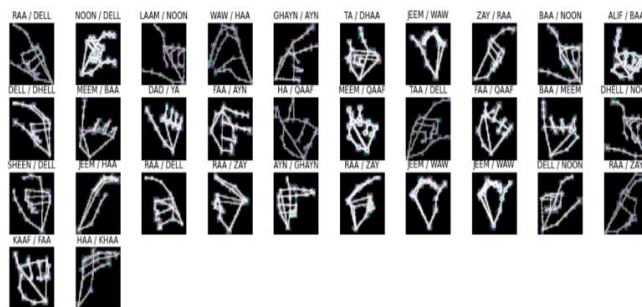 RAA / DELL NOON / DELL LAAM / NOON WAW / HAA GHAYN / AYN TA / DHAA JEEM / WAW ZAY / RAA BAA / NOON ALIF / BAA
DELL / DHELL MEEM / BAA DAD / YA FAA / AYN HA / QAAF MEEM / QAAF TAA / DELL FAA / QAAF BAA / MEEM DHELL / NOO
SHEEN / DELL JEEM / HAA RAA / DELL RAA / ZAY AYN / GHAYN RAA / ZAY JEEM / WAW JEEM / WAW DELL / NOON RAA / ZAY
KAAF / FAA HAA / KHAA